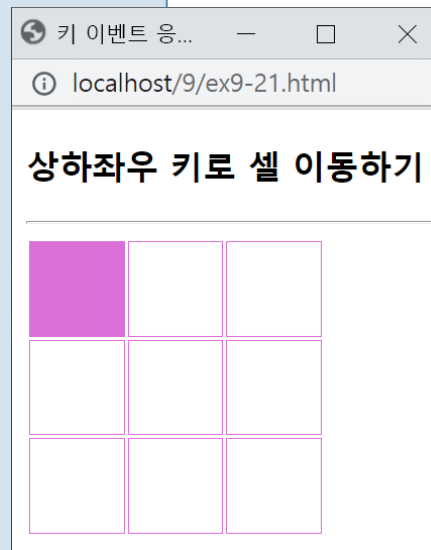 키 이벤트 응...
localhost/9/ex9-21.html
상하좌우 키로 셀 이동하기